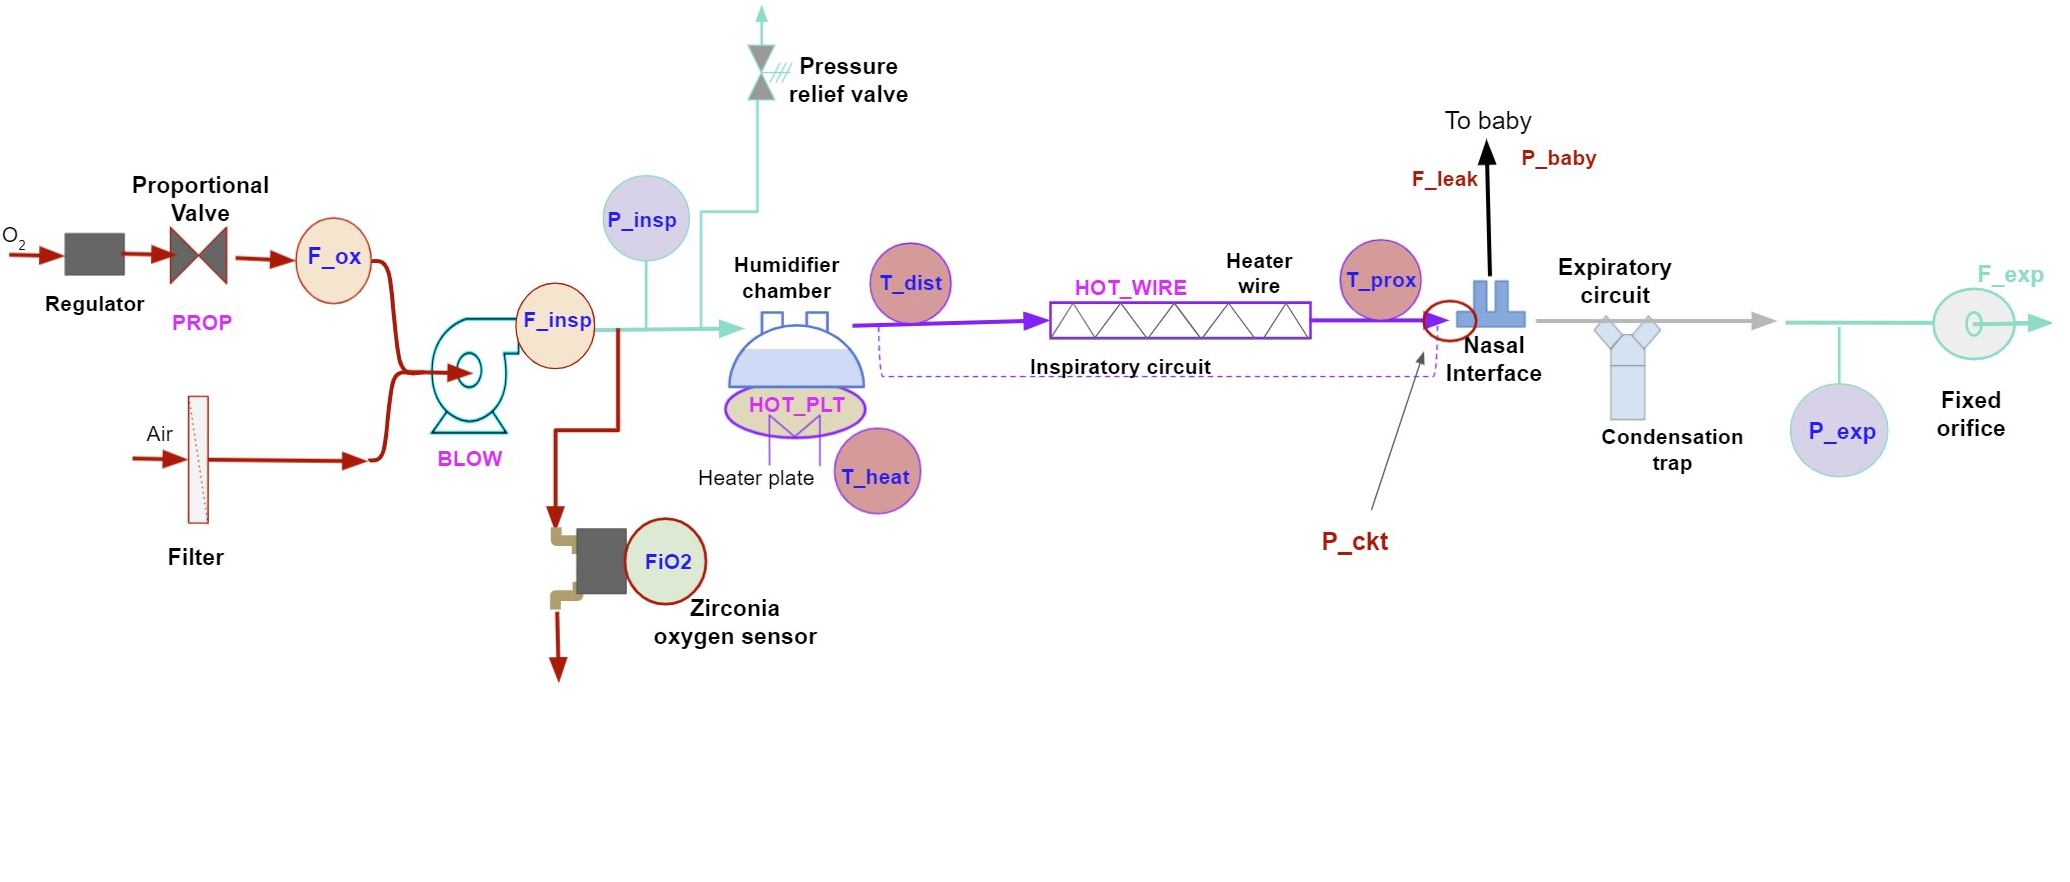 Pressure
relief valve
To baby
P_baby
F_leak
Proportional
Valve
O2
F_ox
Regulator
PROP
P_insp
F_insp
Humidifier
chamber
T_dist
HOT_WIRE
Heater
wire
T_prox
Expiratory
circuit
F_exp
Nasal
Interface
Inspiratory circuit
HOT_PLT
Heater plate
T_heat
Air
BLOW
Filter
Condensation
trap
P_exp
Fixed
orifice
P_ckt
FiO2
Zirconia
oxygen sensor